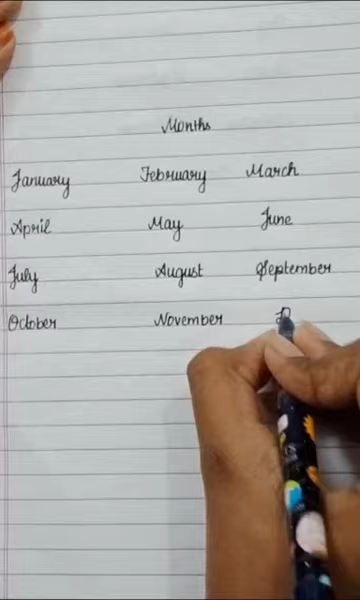 Months
January February March
April May June
July August September
October November D